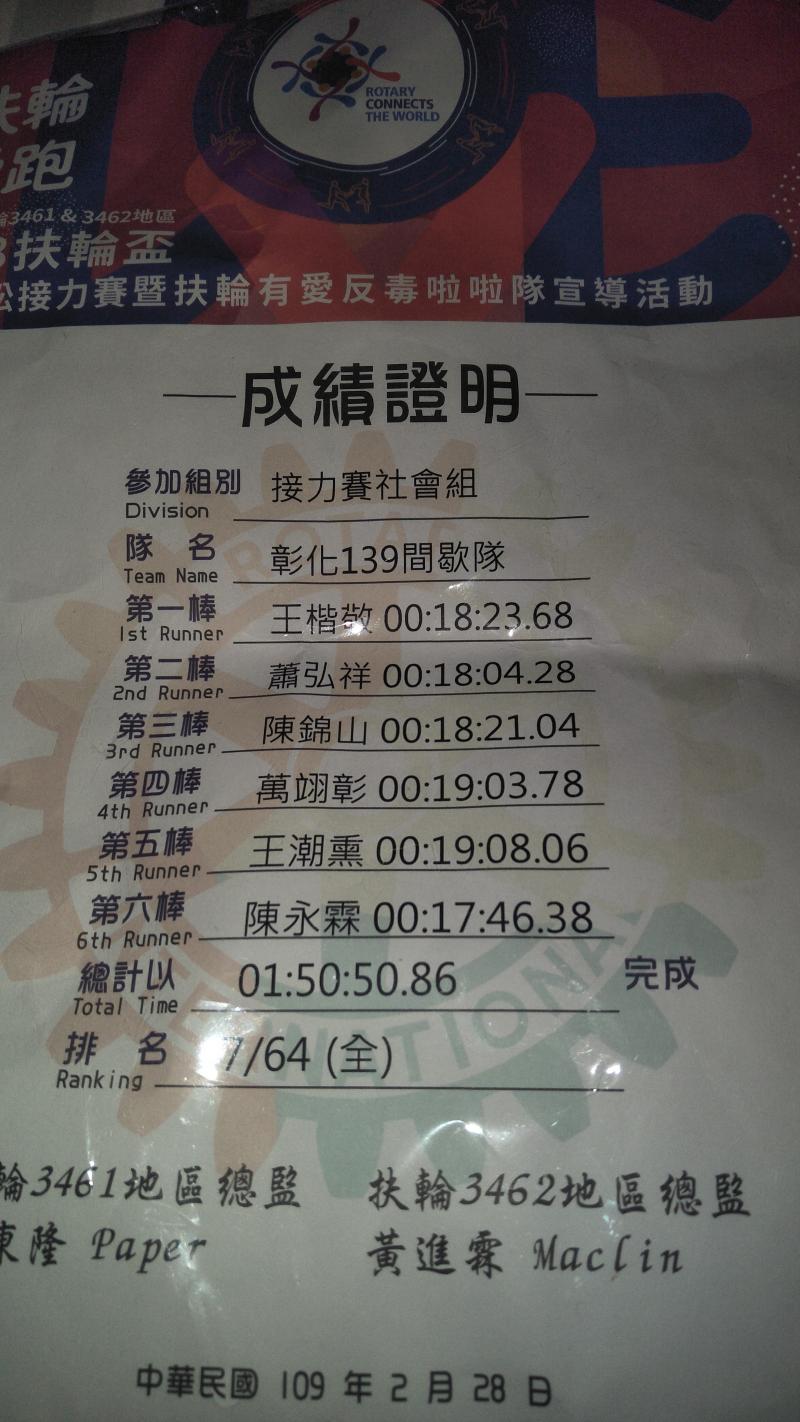 ROTARY
CONNECTS
THE WORLD
扶輪
跑
3461 & 3462地區
扶輪盃
接力賽暨扶輪有愛反毒啦啦隊宣導活動
成績證明
參加組別 接力賽社會組
Division
隊 名 彰化139間歇隊
Team Name
第一棒 王楷敬 00:18:23.68
1st Runner
第二棒 蕭弘祥 00:18:04.28
2nd Runner
第三棒 陳錦山 00:18:21.04
3rd Runner
第四棒 萬翊彰 00:19:03.78
4th Runner
第五棒 王潮熏 00:19:08.06
5th Runner
第六棒 陳永霖 00:17:46.38
6th Runner
總計以 01:50:50.86 完成
Total Time
排 名 7/64 (全)
Ranking
輪3461地區總監 扶輪3462地區總監
東隆 Paper 黃進霖 Maclin
中華民國 109 年 2 月 28 日